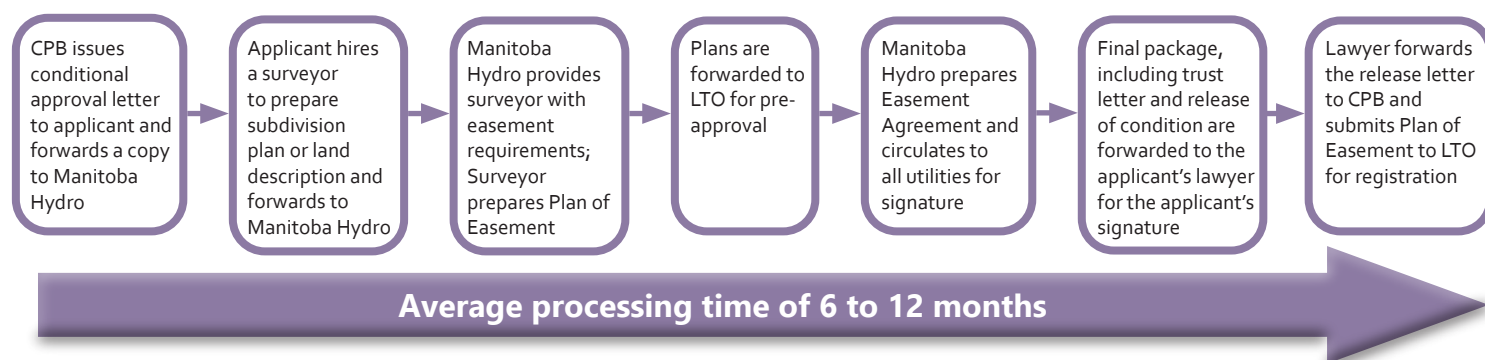 CPB issues
conditional
approval letter
to applicant and
forwards a copy
to Manitoba
Hydro
Applicant hires
a surveyor
to prepare
subdivision
plan or land
description and
forwards to
Manitoba Hydro
Manitoba
Hydro provides
surveyor with
easement
requirements;
Surveyor
prepares Plan of
Easement
Plans are
forwarded to
LTO for pre-
approval
Manitoba
Hydro prepares
Easement
Agreement and
circulates to
all utilities for
signature
Final package,
including trust
letter and release
of condition are
forwarded to the
applicant's lawyer
for the applicant's
signature
Lawyer forwards
the release letter
to CPB and
submits Plan of
Easement to LTO
for registration
Average processing time of 6 to 12 months